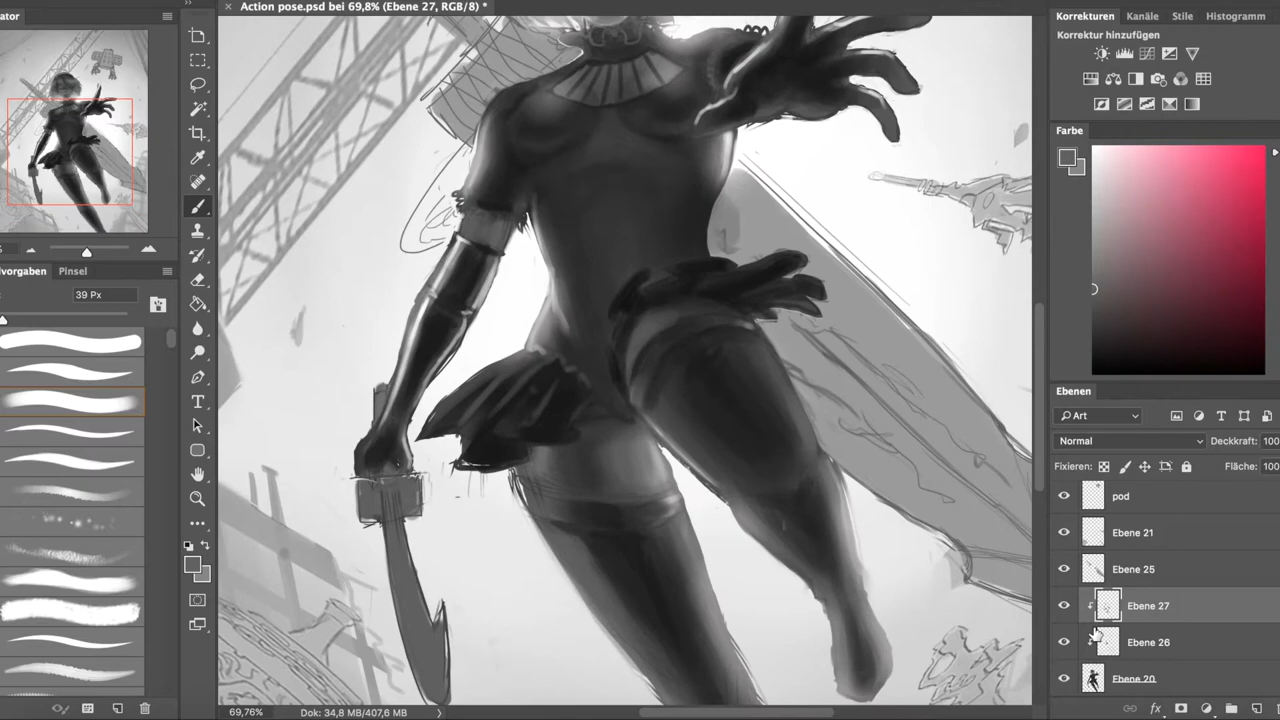 ator
Action pose.psd bei 69,8% (Ebene 27, RGB/8) *
Korrekturen Kanäle Stile Histogramm
Korrektur hinzufügen
Farbe
lvorgaben Pinsel
39 Px
Ebenen
Art
Normal Deckkraft: 100
Fixieren: Fläche: 100
pod
Ebene 21
Ebene 25
Ebene 27
Ebene 26
Ebene 20
69,76% Dok: 34,8 MB/407,6 MB